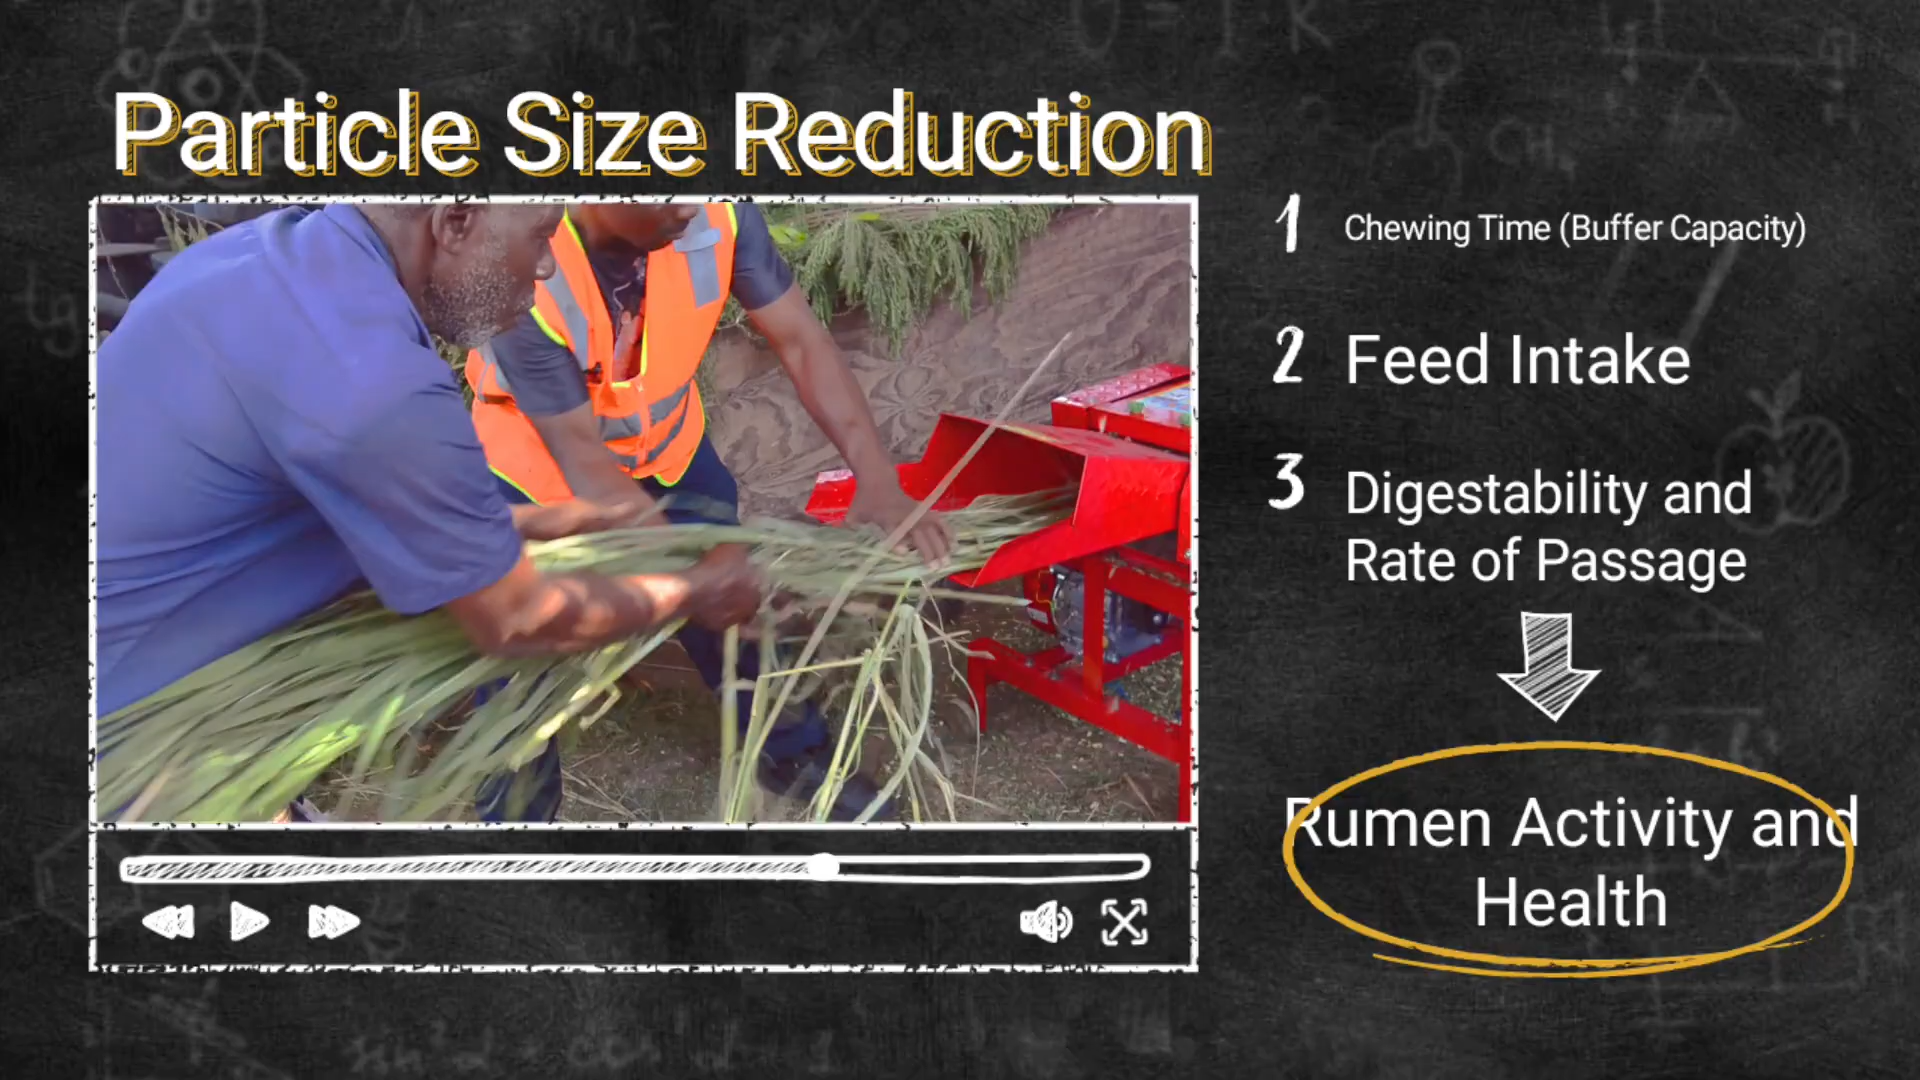 Particle Size Reduction
1 Chewing Time (Buffer Capacity)
2 Feed Intake
3 Digestability and
Rate of Passage
Rumen Activity and
Health